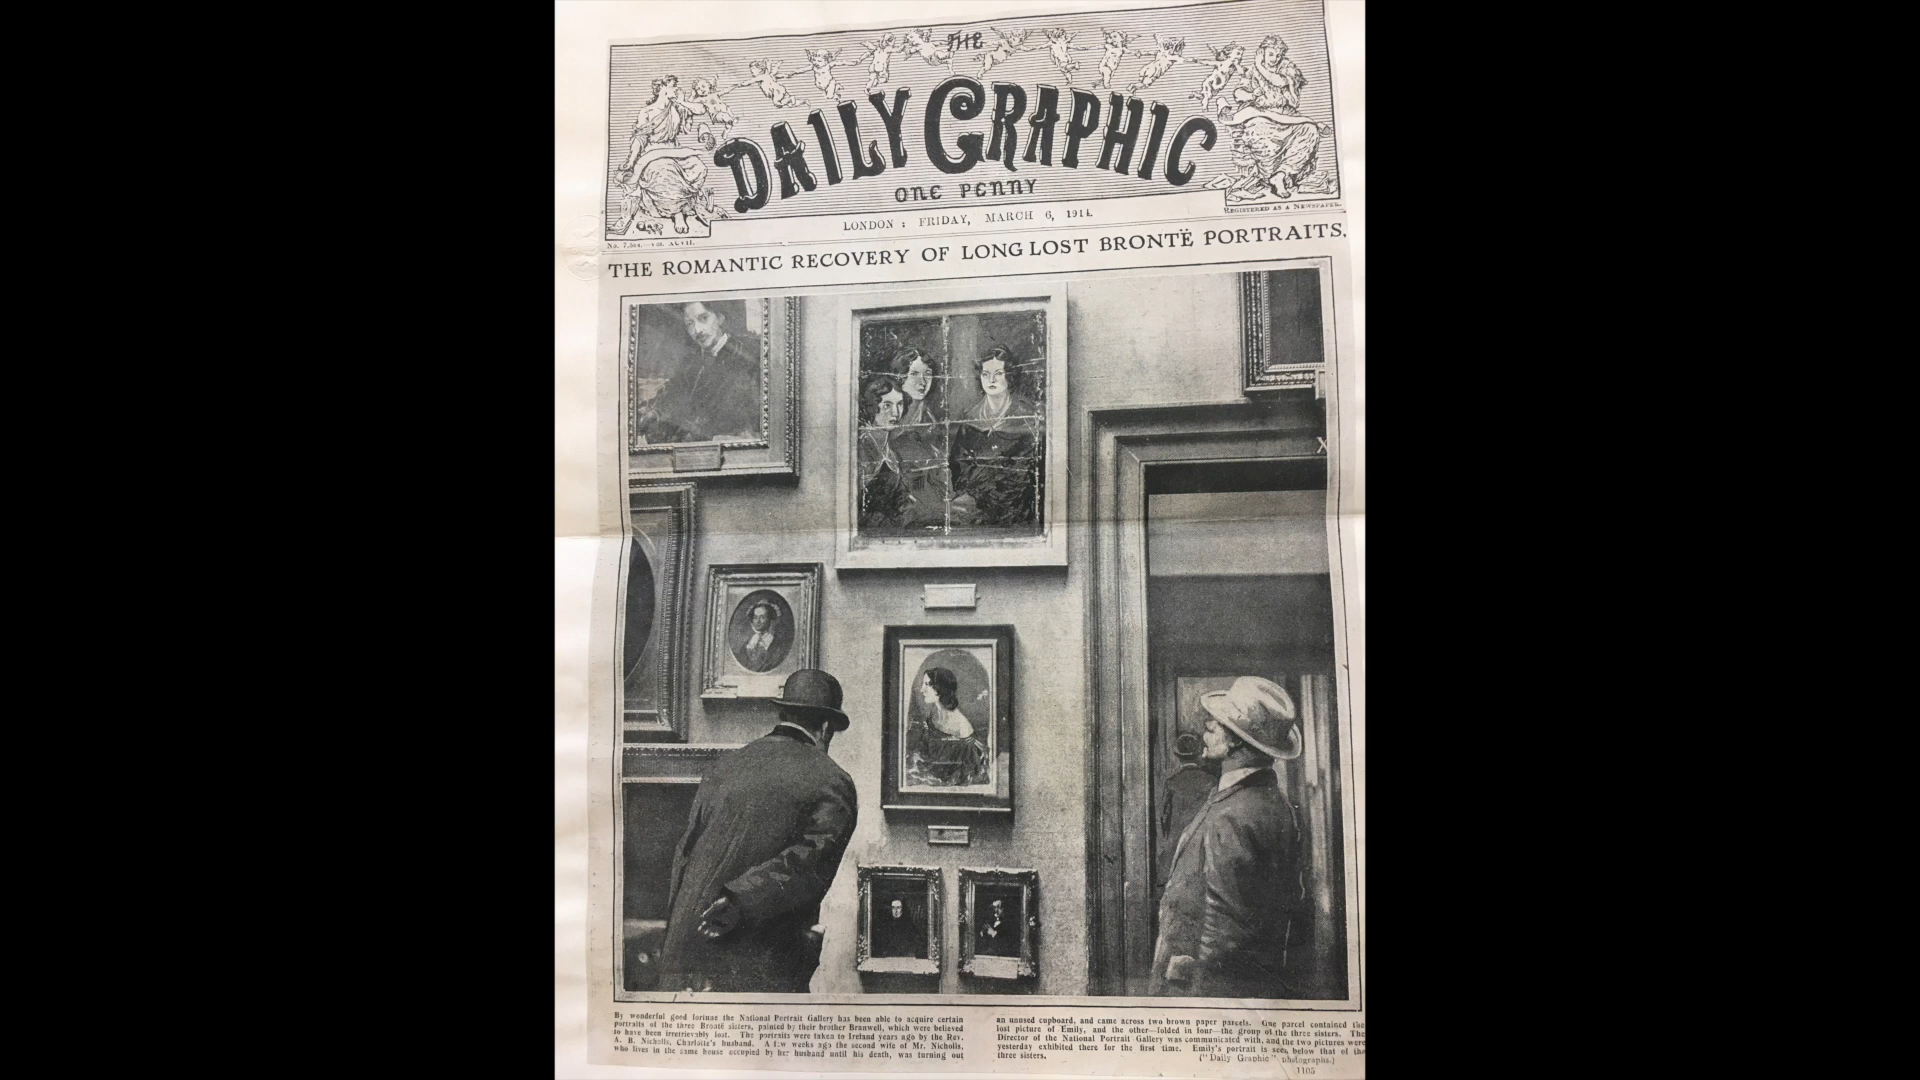 THE
DAILY GRAPHIC
ONE PENNY
REGISTERED AS A NEWSPAPER.
LONDON : FRIDAY, MARCH 6, 1914.
THE ROMANTIC RECOVERY OF LONG LOST BRONTË PORTRAITS.
X
By wonderful good fortune the National Portrait Gallery has been able to acquire certain
portraits of the three Brontë sisters, painted by their brother Branwell, which were believed
to have been irretrievably lost. The portraits were taken to Ireland years ago by the Rev.
A. B. Nicholls, Charlotte's husband. A few weeks ago the second wife of Mr. Nicholls,
who lives in the same house occupied by her husband until his death, was turning out
an unused cupboard, and came across two brown paper parcels. One parcel contained the
lost picture of Emily, and the other—folded in four—the group of the three sisters. The
Director of the National Portrait Gallery was communicated with, and the two pictures were
yesterday exhibited there for the first time. Emily's portrait is seen below that of the
three sisters. ("Daily Graphic" photographs.)
1105